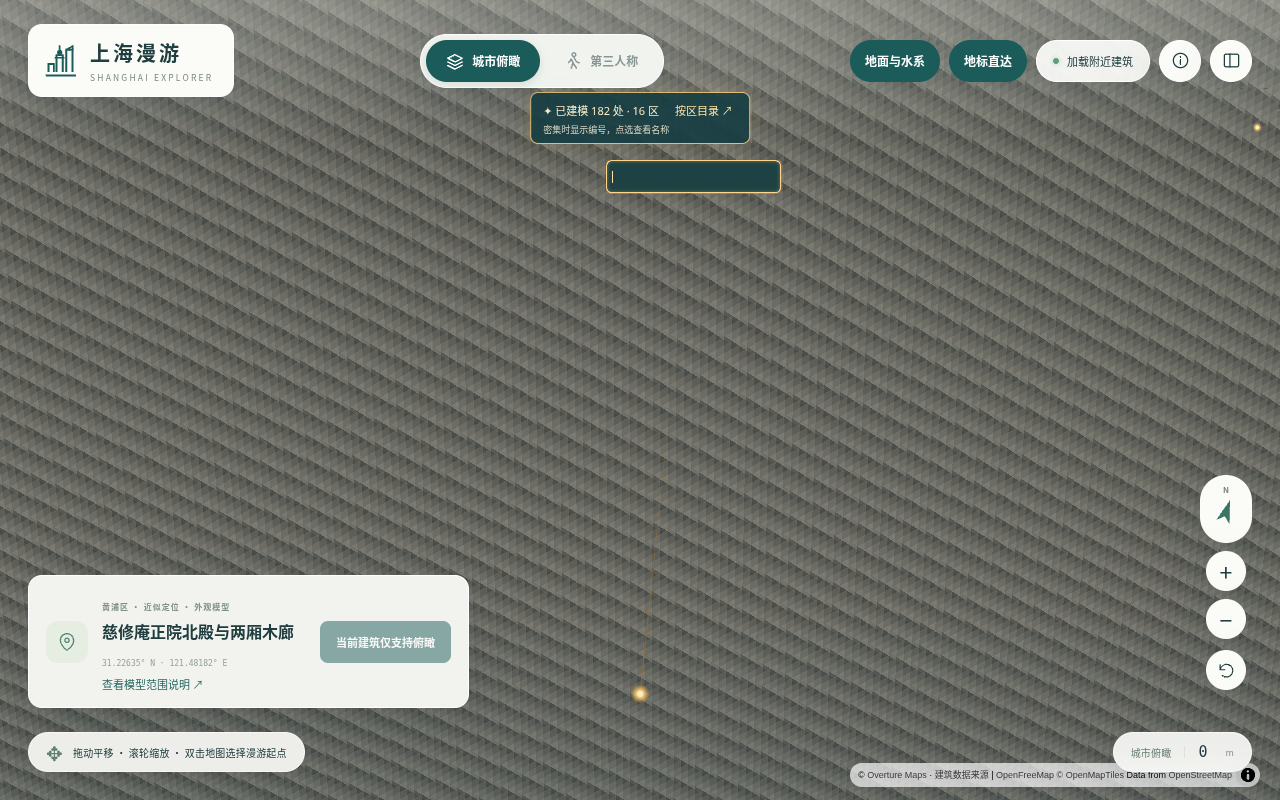 上海漫游
SHANGHAI EXPLORER
城市俯瞰
第三人称
地面与水系
地标直达
加载附近建筑
✦ 已建模 182 处 · 16 区 按区目录 ↗
密集时显示编号，点选查看名称
N
+
−
黄浦区 · 近似定位 · 外观模型
慈修庵正院北殿与两厢木廊
31.22635° N · 121.48182° E
查看模型范围说明 ↗
当前建筑仅支持俯瞰
拖动平移 · 滚轮缩放 · 双击地图选择漫游起点
城市俯瞰 0 m
© Overture Maps · 建筑数据来源 | OpenFreeMap © OpenMapTiles Data from OpenStreetMap